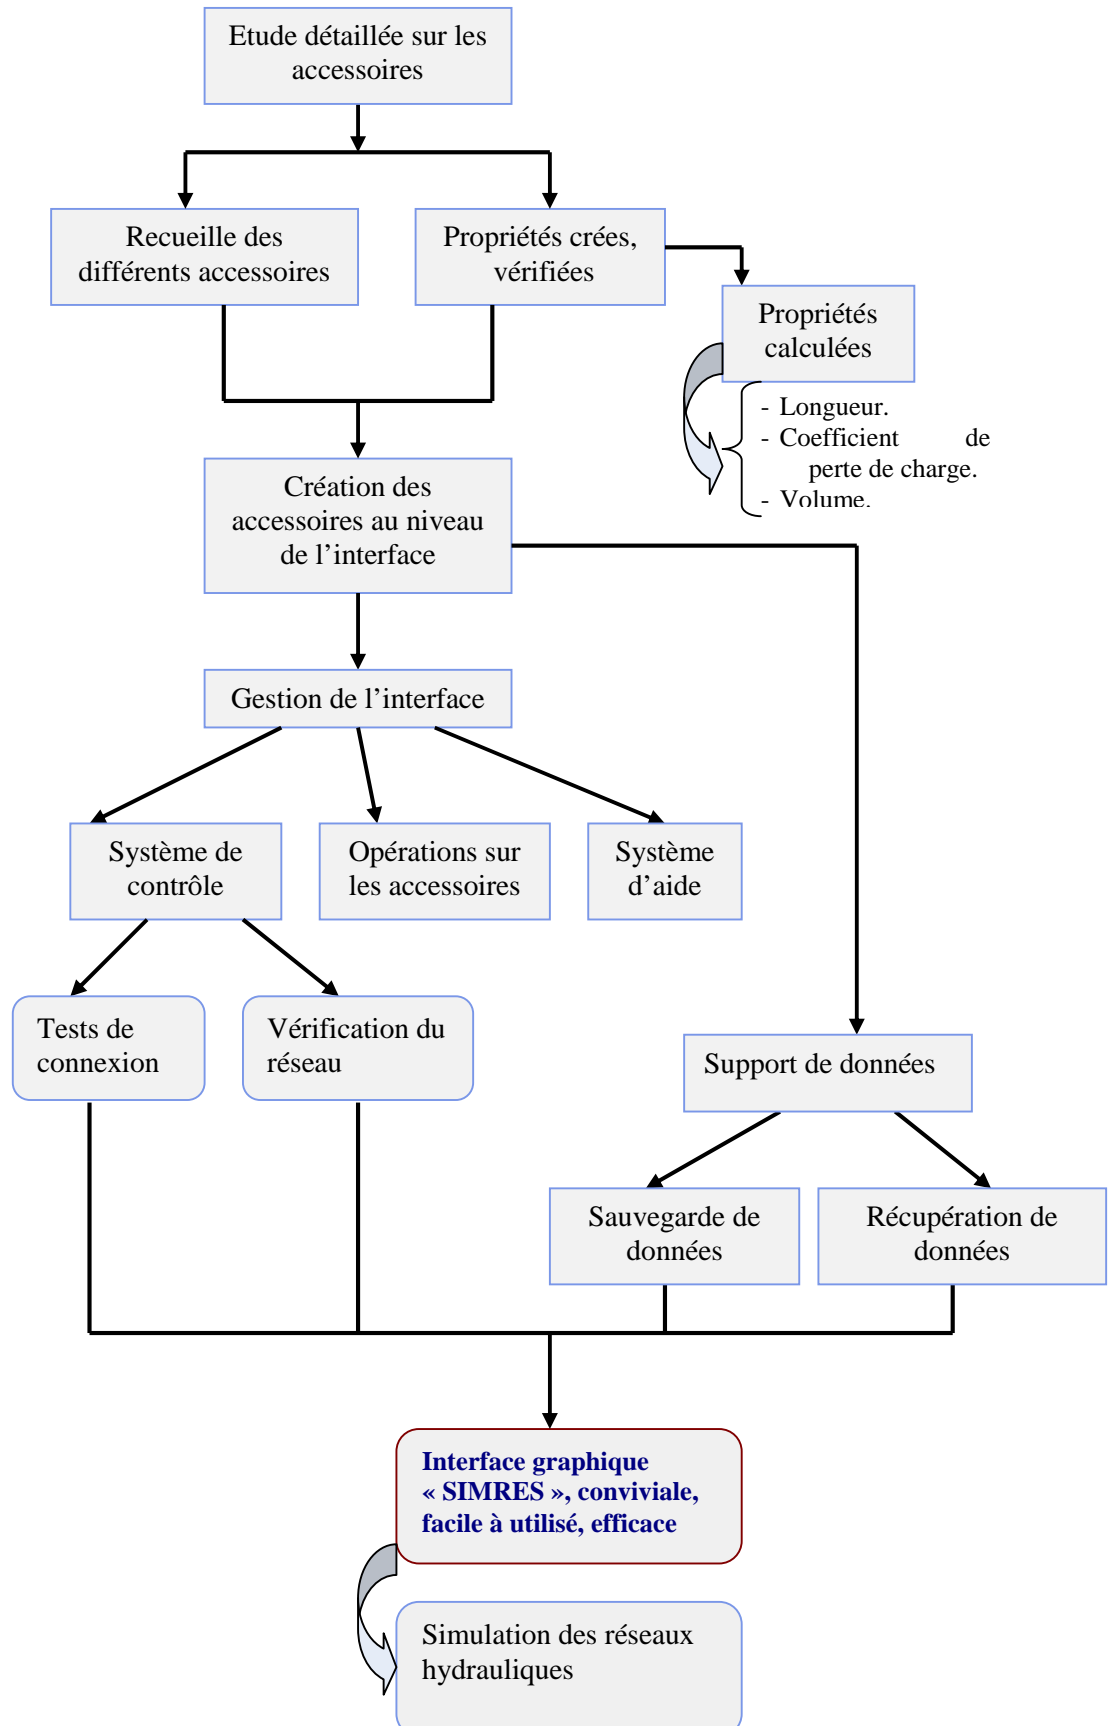 Etude détaillée sur les
accessoires
Recueille des
différents accessoires
Propriétés crées,
vérifiées
Propriétés
calculées
- Longueur.
- Coefficient de
perte de charge.
- Volume.
Création des
accessoires au niveau
de l’interface
Gestion de l’interface
Système de
contrôle
Opérations sur
les accessoires
Système
d’aide
Tests de
connexion
Vérification du
réseau
Support de données
Sauvegarde de
données
Récupération de
données
Interface graphique
« SIMRES », conviviale,
facile à utilisé, efficace
Simulation des réseaux
hydrauliques